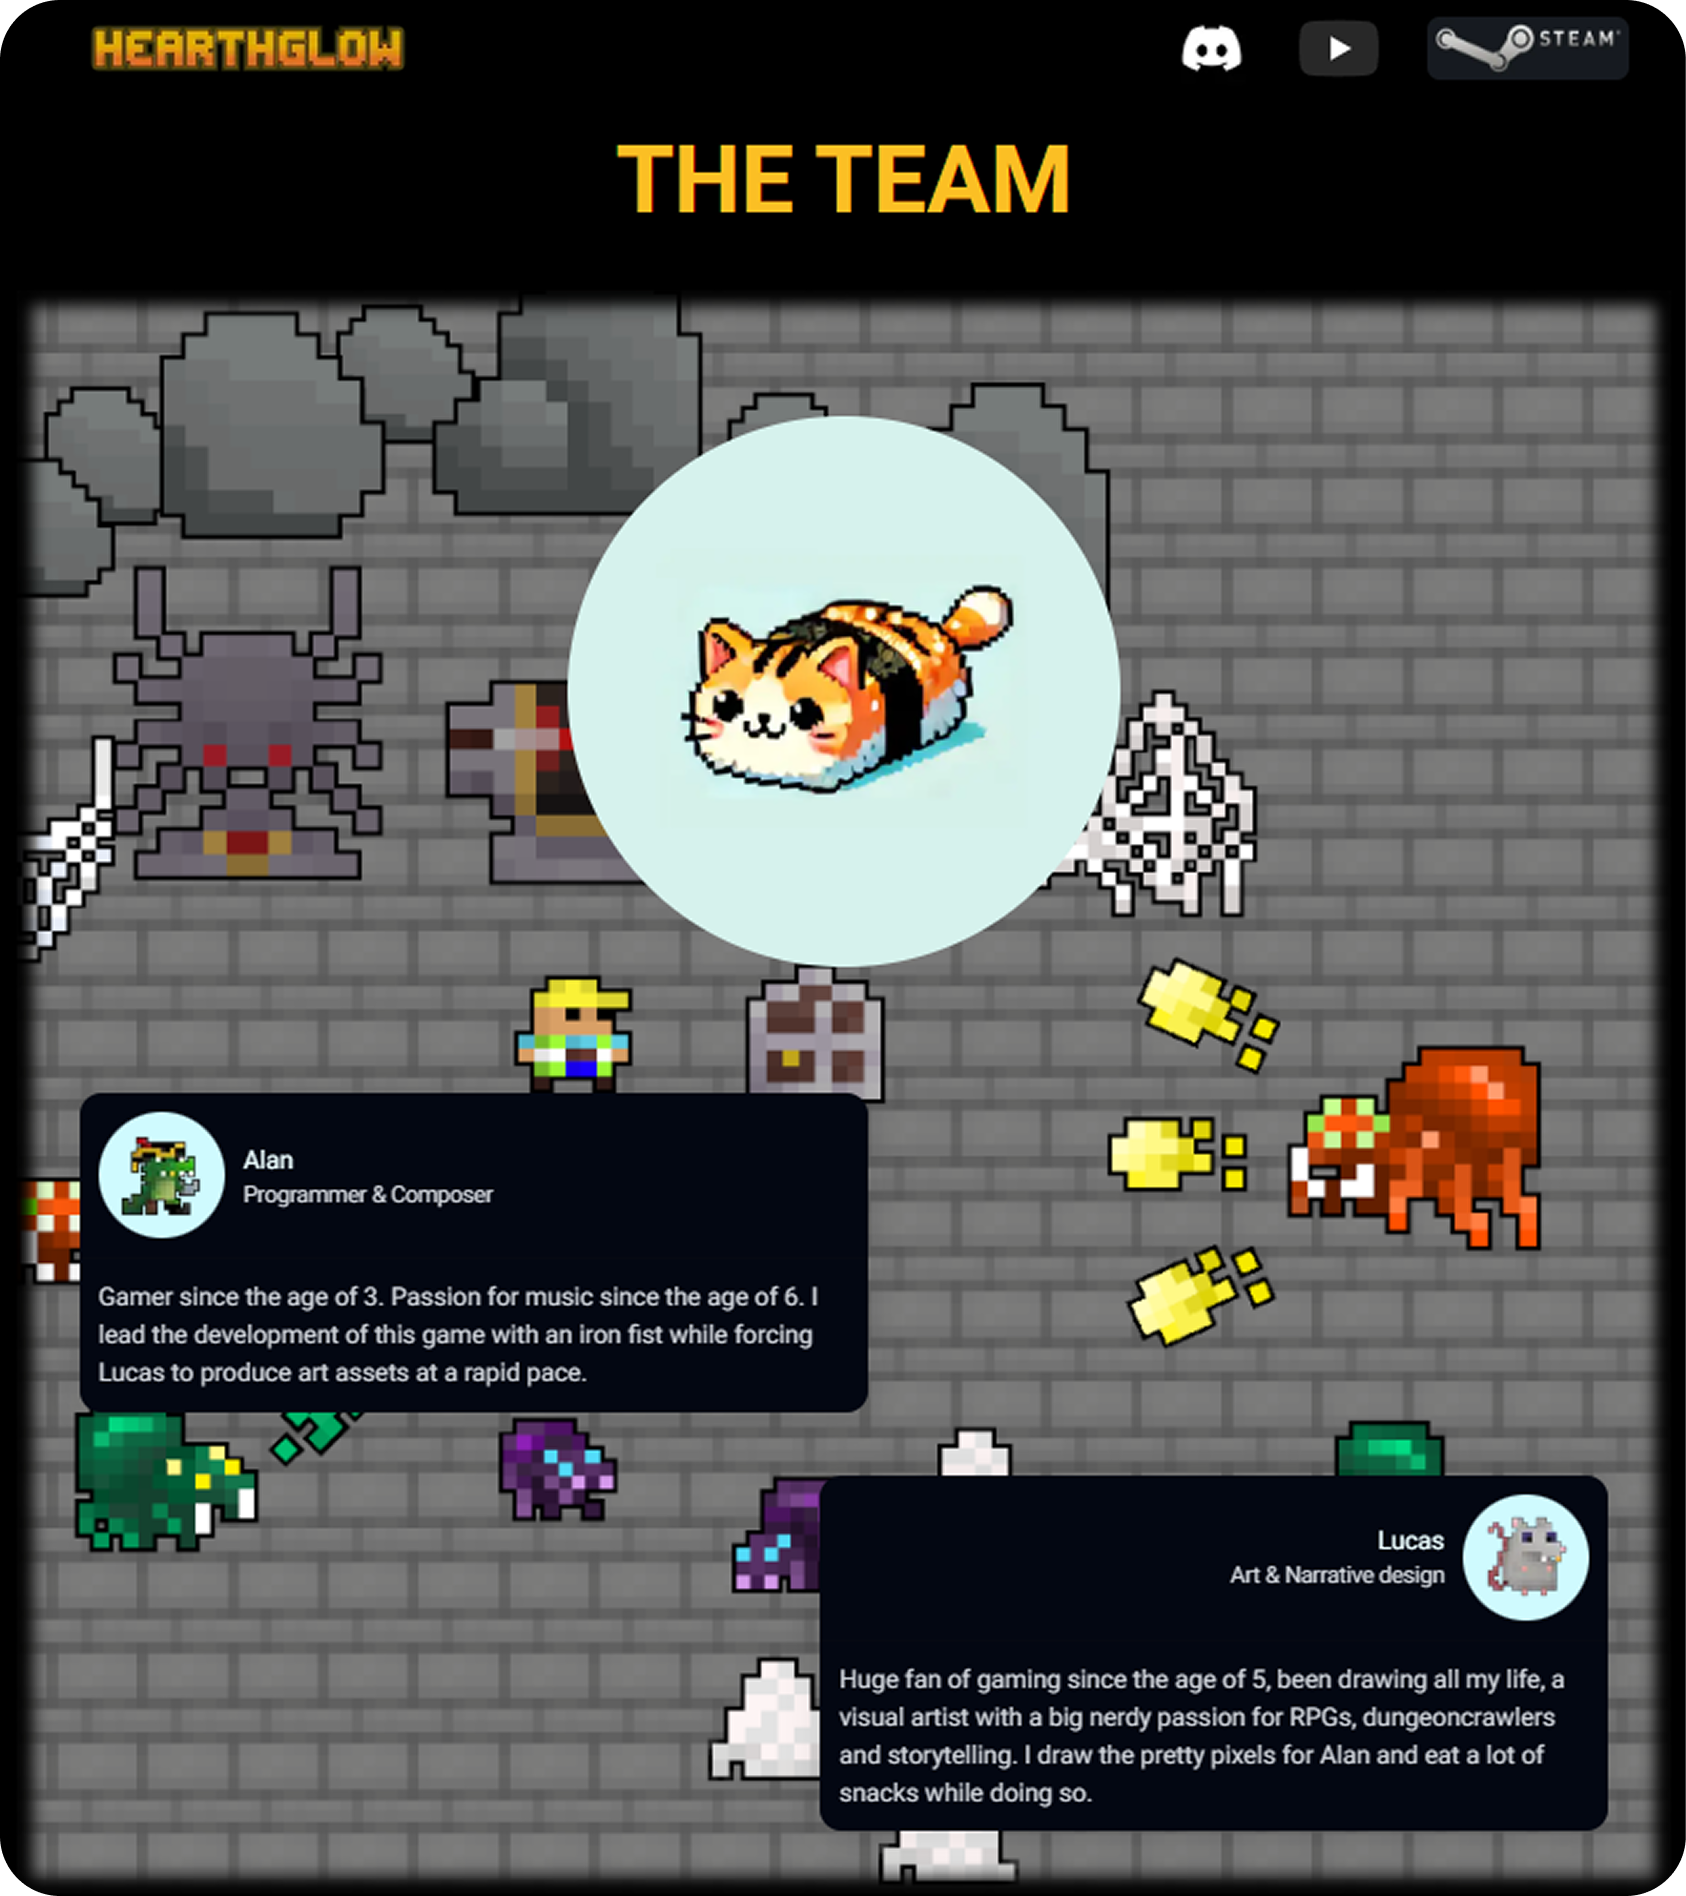 HEARTHGLOW
STEAM
THE TEAM
Alan
Programmer & Composer
Gamer since the age of 3. Passion for music since the age of 6. I
lead the development of this game with an iron fist while forcing
Lucas to produce art assets at a rapid pace.
Lucas
Art & Narrative design
Huge fan of gaming since the age of 5, been drawing all my life, a
visual artist with a big nerdy passion for RPGs, dungeoncrawlers
and storytelling. I draw the pretty pixels for Alan and eat a lot of
snacks while doing so.